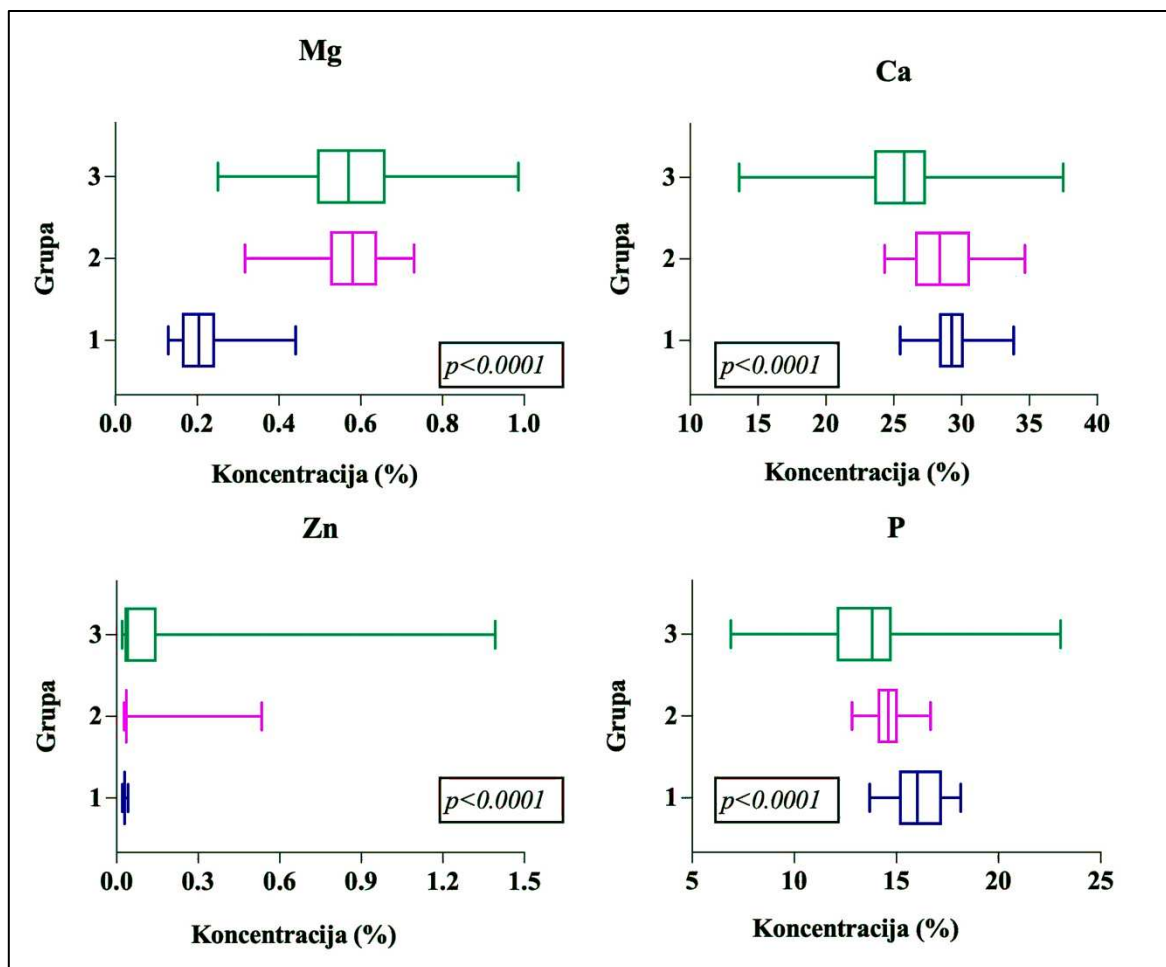 Mg
Grupa
3
2
1
p<0.0001
0.0 0.2 0.4 0.6 0.8 1.0
Koncentracija (%)
Ca
3
2
1
p<0.0001
10 15 20 25 30 35 40
Koncentracija (%)
Zn
Grupa
3
2
1
p<0.0001
0.0 0.3 0.6 0.9 1.2 1.5
Koncentracija (%)
P
Grupa
3
2
1
p<0.0001
5 10 15 20 25
Koncentracija (%)